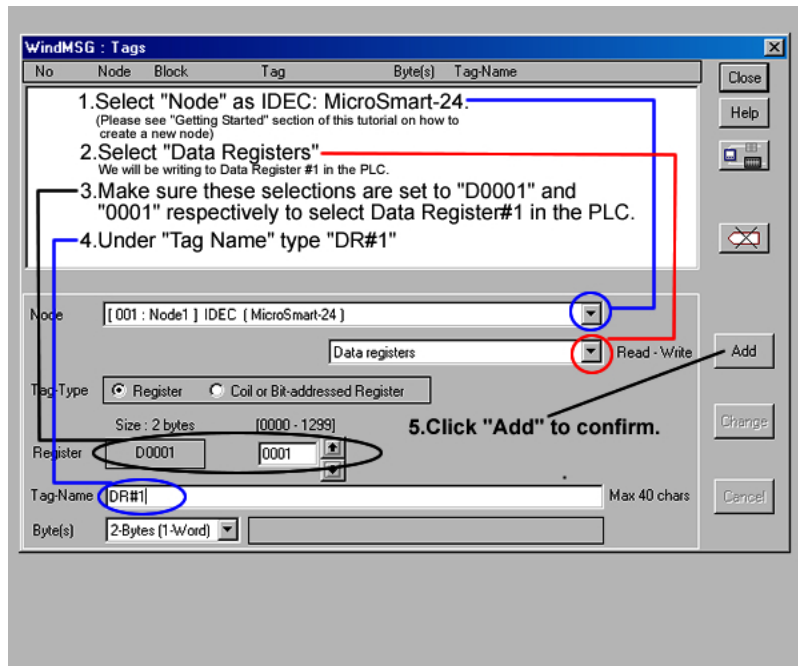 WindMSG : Tags
No Node Block Tag Byte(s) Tag-Name
Close
Help
1.Select "Node" as IDEC: MicroSmart-24.
(Please see "Getting Started" section of this tutorial on how to
create a new node)
2.Select "Data Registers"
We will be writing to Data Register #1 in the PLC.
3.Make sure these selections are set to "D0001" and
"0001" respectively to select Data Register#1 in the PLC.
4.Under "Tag Name" type "DR#1"
Node [ 001 : Node1 ] IDEC ( MicroSmart-24 )
Data registers Read - Write
Add
Tag-Type Register Coil or Bit-addressed Register
Size : 2 bytes [0000 - 1299]
5.Click "Add" to confirm.
Change
Register D0001 0001
Tag-Name DR#1 Max 40 chars
Cancel
Byte(s) 2-Bytes (1-Word)